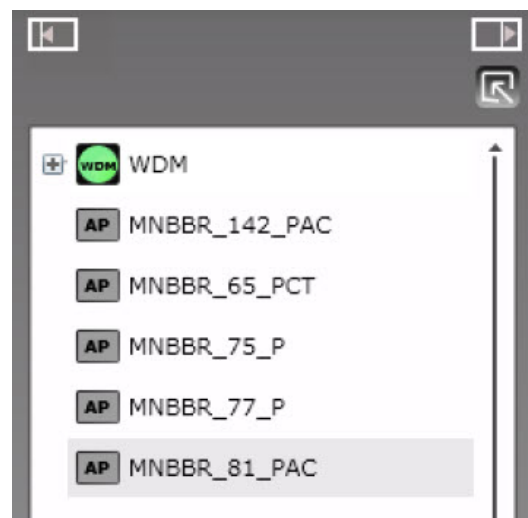 WDM WDM
AP MNBBR_142_PAC
AP MNBBR_65_PCT
AP MNBBR_75_P
AP MNBBR_77_P
AP MNBBR_81_PAC